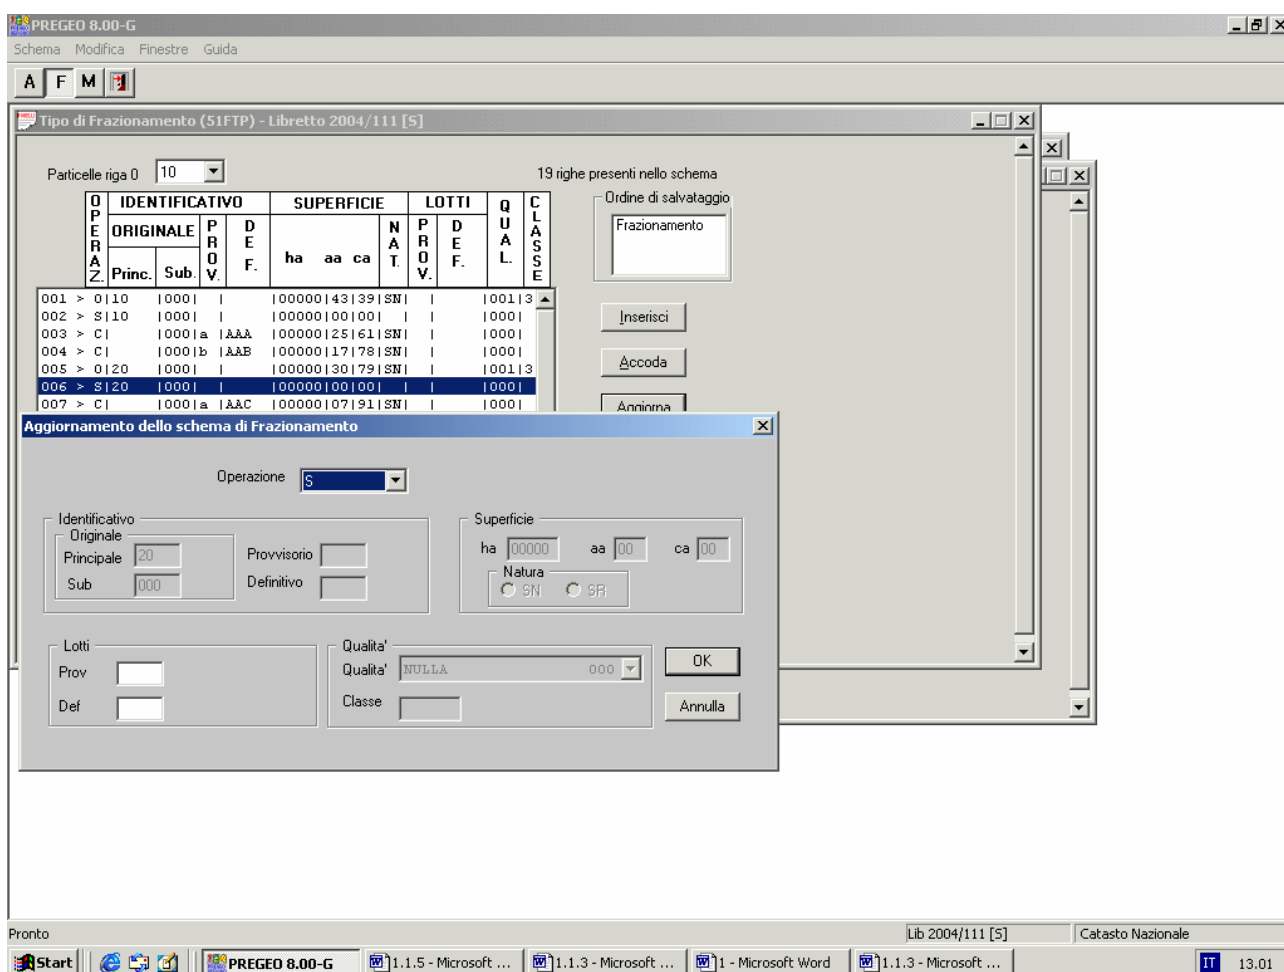 PREGEO 8.00-G
Schema Modifica Finestre Guida
A F M
Tipo di Frazionamento (51FTP) - Libretto 2004/111 [S]
Particelle riga 0 10
19 righe presenti nello schema
OPERAZ. IDENTIFICATIVO SUPERFICIE LOTTI QUAL. CLASSE
ORIGINALE PROV. DEF. ha aa ca NAT. PROV. DEF.
Princ. Sub.
001 > O|10 |000| | |00000|43|39|SN| | |001|3
002 > S|10 |000| | |00000|00|00| | | |000|
003 > C| |000|a |AAA |00000|25|61|SN| | |000|
004 > C| |000|b |AAB |00000|17|78|SN| | |000|
005 > O|20 |000| | |00000|30|79|SN| | |001|3
006 > S|20 |000| | |00000|00|00| | | |000|
007 > C| |000|a |AAC |00000|07|91|SN| | |000|
Ordine di salvataggio
Frazionamento
Inserisci
Accoda
Aggiorna
Aggiornamento dello schema di Frazionamento
Operazione S
Identificativo
Originale
Principale 20
Sub 000
Provvisorio
Definitivo
Superficie
ha 00000 aa 00 ca 00
Natura
SN SR
Lotti
Prov
Def
Qualita'
Qualita' NULLA 000
Classe
OK
Annulla
Pronto
Lib 2004/111 [S]
Catasto Nazionale
Start
PREGEO 8.00-G
1.1.5 - Microsoft ...
1.1.3 - Microsoft ...
1 - Microsoft Word
1.1.3 - Microsoft ...
IT
13.01